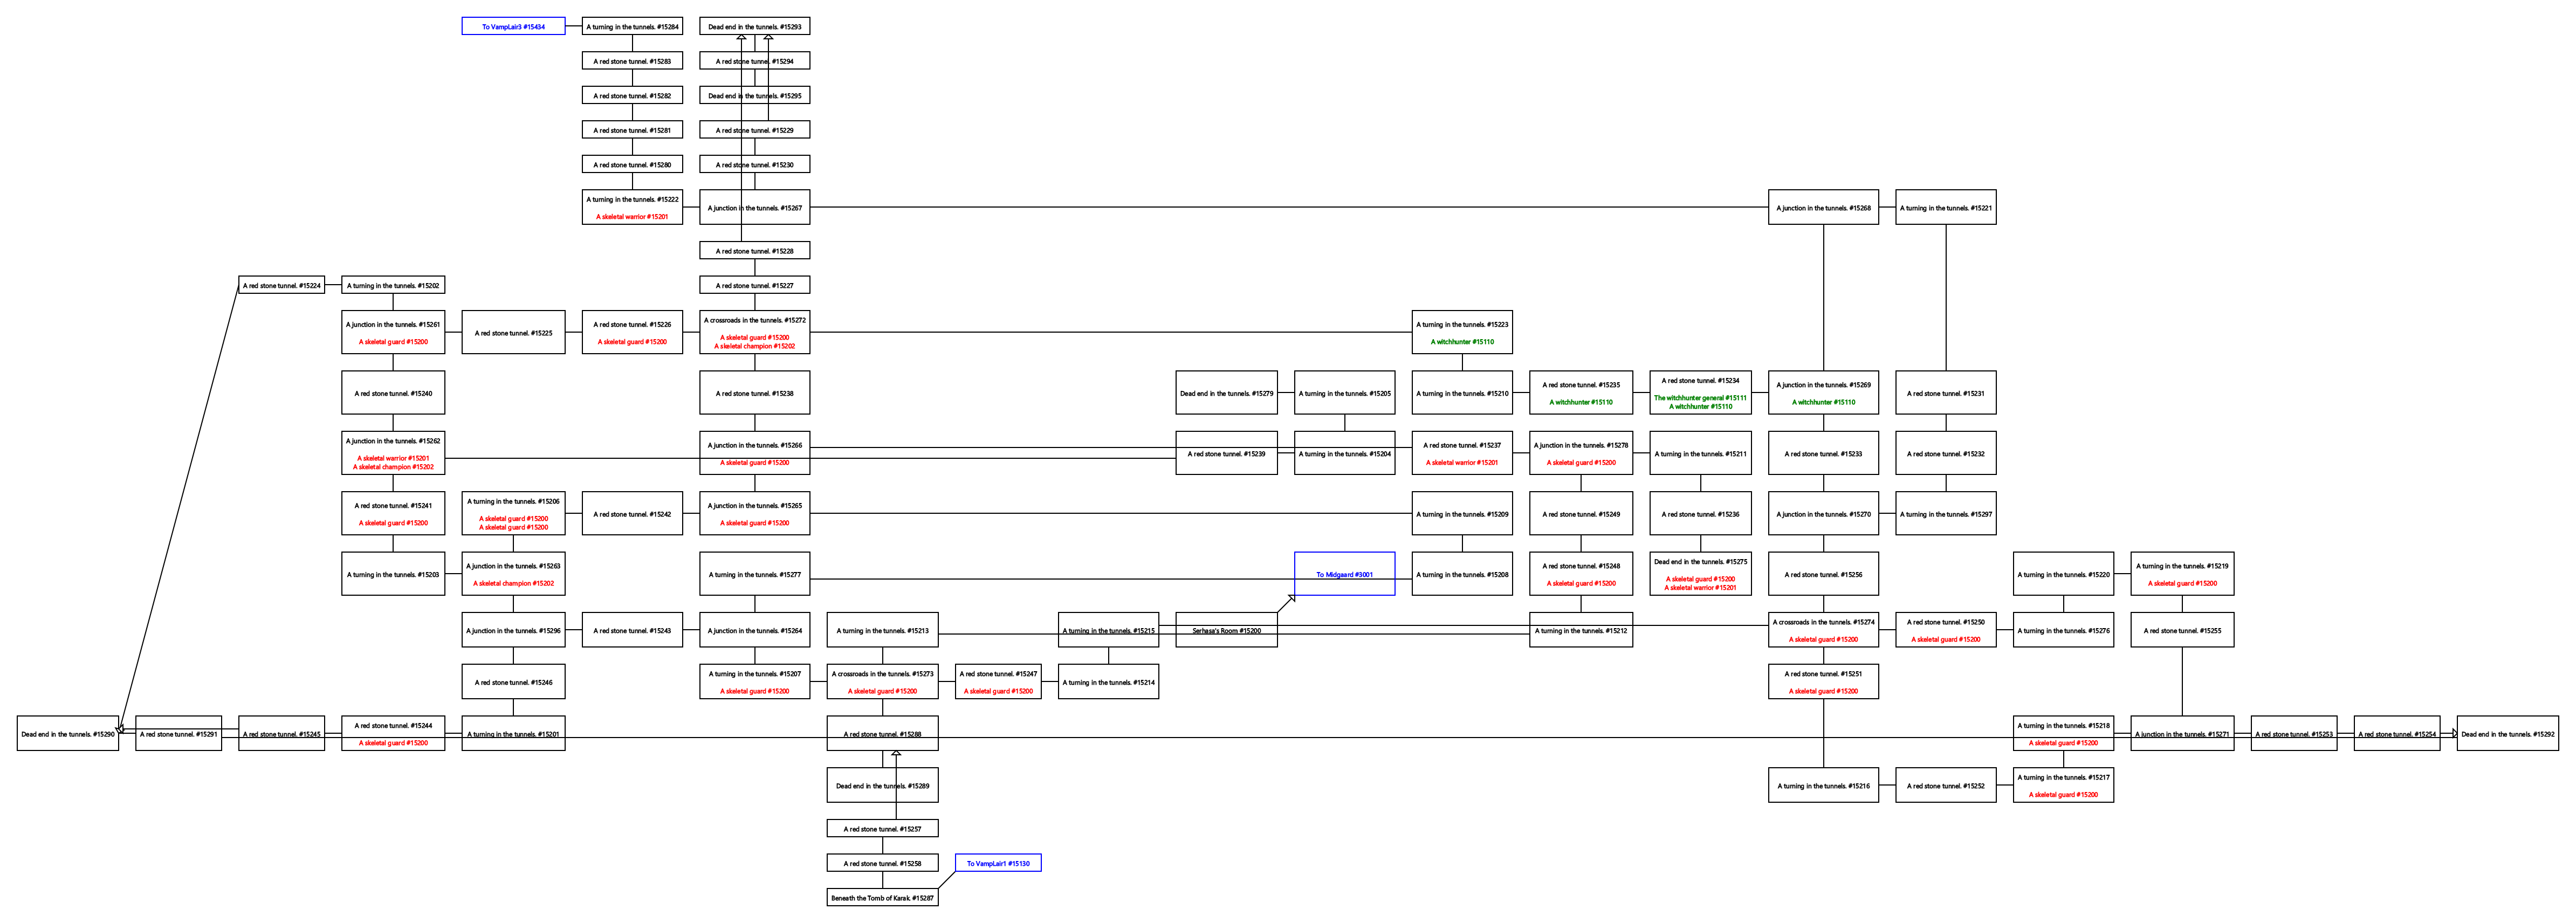 To VampLair3 #15434
A turning in the tunnels. #15284
Dead end in the tunnels. #15293
A red stone tunnel. #15283
A red stone tunnel. #15294
A red stone tunnel. #15282
Dead end in the tunnels. #15295
A red stone tunnel. #15281
A red stone tunnel. #15229
A red stone tunnel. #15280
A red stone tunnel. #15230
A turning in the tunnels. #15222
A skeletal warrior #15201
A junction in the tunnels. #15267
A junction in the tunnels. #15268
A turning in the tunnels. #15221
A red stone tunnel. #15228
A red stone tunnel. #15224
A turning in the tunnels. #15202
A red stone tunnel. #15227
A junction in the tunnels. #15261
A skeletal guard #15200
A red stone tunnel. #15225
A red stone tunnel. #15226
A skeletal guard #15200
A crossroads in the tunnels. #15272
A skeletal guard #15200
A skeletal champion #15202
A turning in the tunnels. #15223
A witchhunter #15110
A red stone tunnel. #15240
A red stone tunnel. #15238
Dead end in the tunnels. #15279
A turning in the tunnels. #15205
A turning in the tunnels. #15210
A red stone tunnel. #15235
A witchhunter #15110
A red stone tunnel. #15234
The witchhunter general #15111
A witchhunter #15110
A junction in the tunnels. #15269
A witchhunter #15110
A red stone tunnel. #15231
A junction in the tunnels. #15262
A skeletal warrior #15201
A skeletal champion #15202
A junction in the tunnels. #15266
A skeletal guard #15200
A red stone tunnel. #15239
A turning in the tunnels. #15204
A red stone tunnel. #15237
A skeletal warrior #15201
A junction in the tunnels. #15278
A skeletal guard #15200
A turning in the tunnels. #15211
A red stone tunnel. #15233
A red stone tunnel. #15232
A red stone tunnel. #15241
A skeletal guard #15200
A turning in the tunnels. #15206
A skeletal guard #15200
A skeletal guard #15200
A red stone tunnel. #15242
A junction in the tunnels. #15265
A skeletal guard #15200
A turning in the tunnels. #15209
A red stone tunnel. #15249
A red stone tunnel. #15236
A junction in the tunnels. #15270
A turning in the tunnels. #15297
A turning in the tunnels. #15203
A junction in the tunnels. #15263
A skeletal champion #15202
A turning in the tunnels. #15277
To Midgaard #3001
A turning in the tunnels. #15208
A red stone tunnel. #15248
A skeletal guard #15200
Dead end in the tunnels. #15275
A skeletal guard #15200
A skeletal warrior #15201
A red stone tunnel. #15256
A turning in the tunnels. #15220
A turning in the tunnels. #15219
A skeletal guard #15200
A junction in the tunnels. #15296
A red stone tunnel. #15243
A junction in the tunnels. #15264
A turning in the tunnels. #15213
A turning in the tunnels. #15215
Serhasa's Room #15200
A turning in the tunnels. #15212
A crossroads in the tunnels. #15274
A skeletal guard #15200
A red stone tunnel. #15250
A skeletal guard #15200
A turning in the tunnels. #15276
A red stone tunnel. #15255
A red stone tunnel. #15246
A turning in the tunnels. #15207
A skeletal guard #15200
A crossroads in the tunnels. #15273
A skeletal guard #15200
A red stone tunnel. #15247
A skeletal guard #15200
A turning in the tunnels. #15214
A red stone tunnel. #15251
A skeletal guard #15200
Dead end in the tunnels. #15290
A red stone tunnel. #15291
A red stone tunnel. #15245
A red stone tunnel. #15244
A skeletal guard #15200
A turning in the tunnels. #15201
A red stone tunnel. #15288
A turning in the tunnels. #15218
A skeletal guard #15200
A junction in the tunnels. #15271
A red stone tunnel. #15253
A red stone tunnel. #15254
Dead end in the tunnels. #15292
Dead end in the tunnels. #15289
A turning in the tunnels. #15216
A red stone tunnel. #15252
A turning in the tunnels. #15217
A skeletal guard #15200
A red stone tunnel. #15257
A red stone tunnel. #15258
To VampLair1 #15130
Beneath the Tomb of Karak. #15287